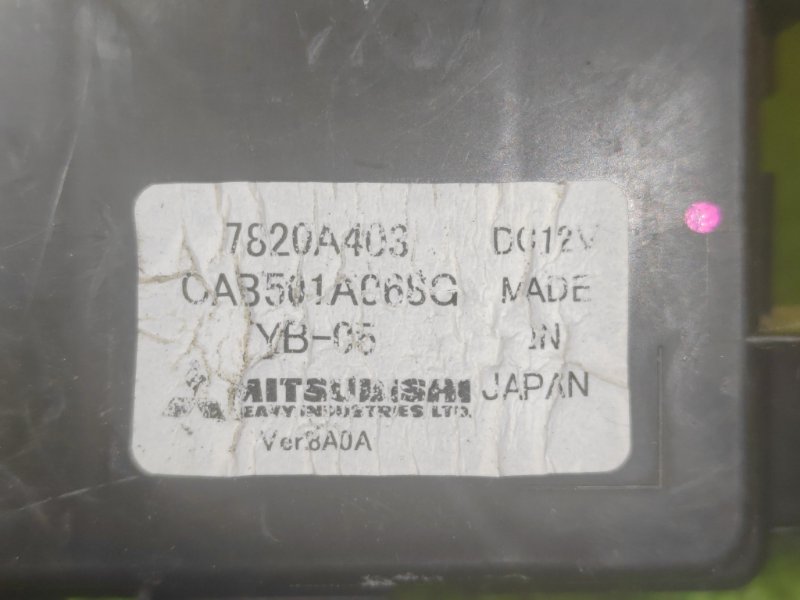 7820A403 DC12V
CAB501A068G MADE
YB-05 IN
MITSUBISHI JAPAN
HEAVY INDUSTRIES LTD.
Ver8A0A